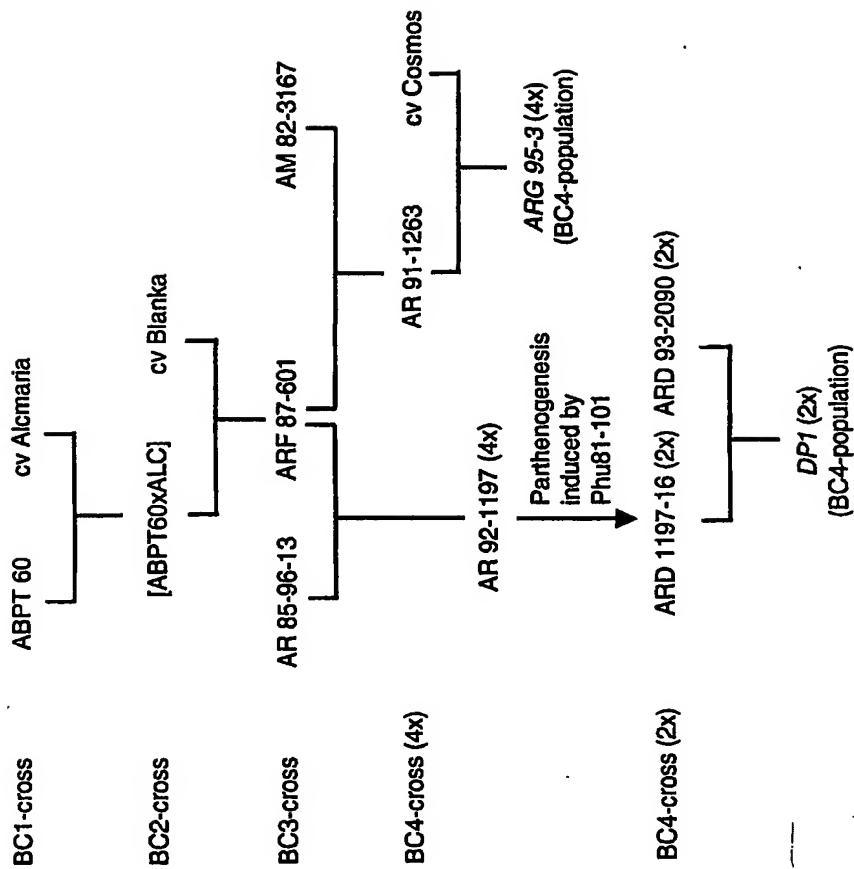 BC1-cross
ABPT 60
cv Alcmaria
BC2-cross
[ABPT60xALC]
cv Blanka
BC3-cross
AR 85-96-13
ARF 87-601
AM 82-3167
BC4-cross (4x)
AR 91-1263
cv Cosmos
AR 92-1197 (4x)
ARG 95-3 (4x)
(BC4-population)
Parthenogenesis
induced by
Phu81-101
BC4-cross (2x)
ARD 1197-16 (2x)
ARD 93-2090 (2x)
DP1 (2x)
(BC4-population)